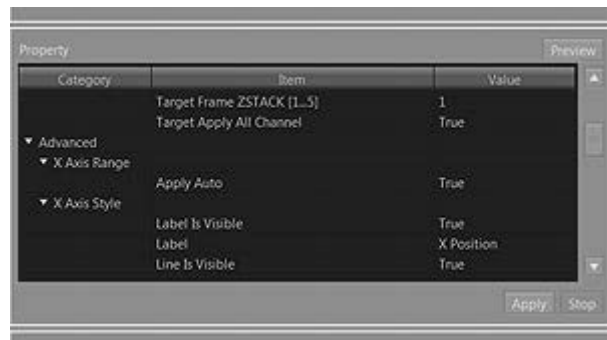 Property Preview
Category Item Value
Target Frame ZSTACK [1...5] 1
Target Apply All Channel True
Advanced
X Axis Range
Apply Auto True
X Axis Style
Label Is Visible True
Label X Position
Line Is Visible True
Apply Stop